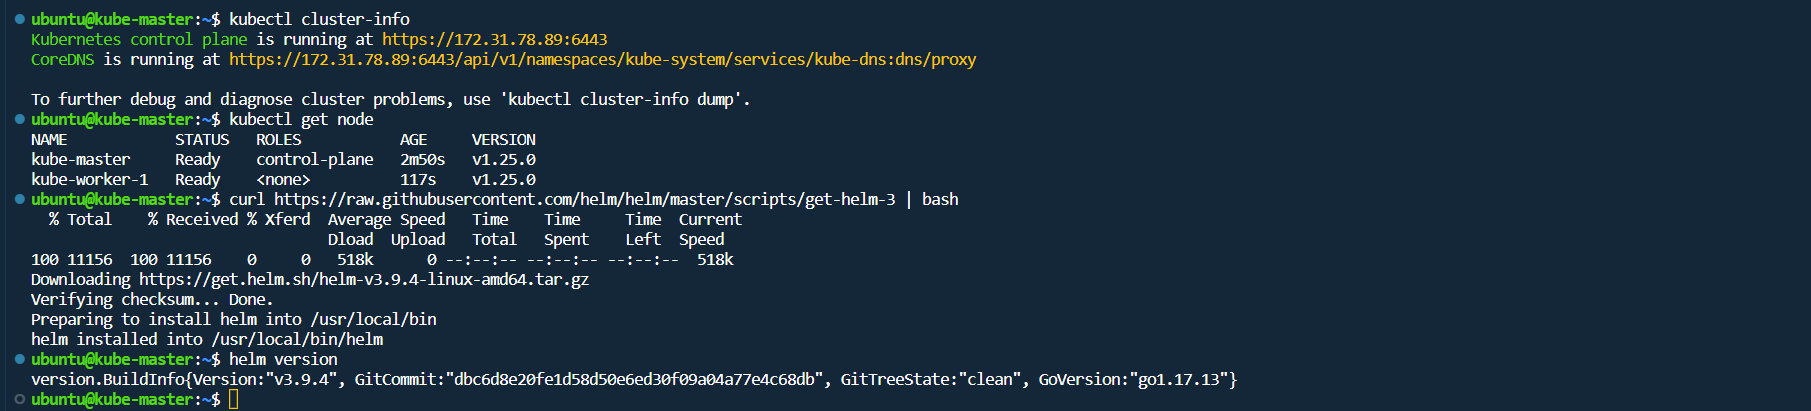 ubuntu@kube-master:~$ kubectl cluster-info
Kubernetes control plane is running at https://172.31.78.89:6443
CoreDNS is running at https://172.31.78.89:6443/api/v1/namespaces/kube-system/services/kube-dns:dns/proxy

To further debug and diagnose cluster problems, use 'kubectl cluster-info dump'.
ubuntu@kube-master:~$ kubectl get node
NAME            STATUS   ROLES           AGE     VERSION
kube-master     Ready    control-plane   2m50s   v1.25.0
kube-worker-1   Ready    <none>          117s    v1.25.0
ubuntu@kube-master:~$ curl https://raw.githubusercontent.com/helm/helm/master/scripts/get-helm-3 | bash
  % Total    % Received % Xferd  Average Speed   Time    Time     Time  Current
                                 Dload  Upload   Total   Spent    Left  Speed
100 11156  100 11156    0     0   518k      0 --:--:-- --:--:-- --:--:--  518k
Downloading https://get.helm.sh/helm-v3.9.4-linux-amd64.tar.gz
Verifying checksum... Done.
Preparing to install helm into /usr/local/bin
helm installed into /usr/local/bin/helm
ubuntu@kube-master:~$ helm version
version.BuildInfo{Version:"v3.9.4", GitCommit:"dbc6d8e20fe1d58d50e6ed30f09a04a77e4c68db", GitTreeState:"clean", GoVersion:"go1.17.13"}
ubuntu@kube-master:~$